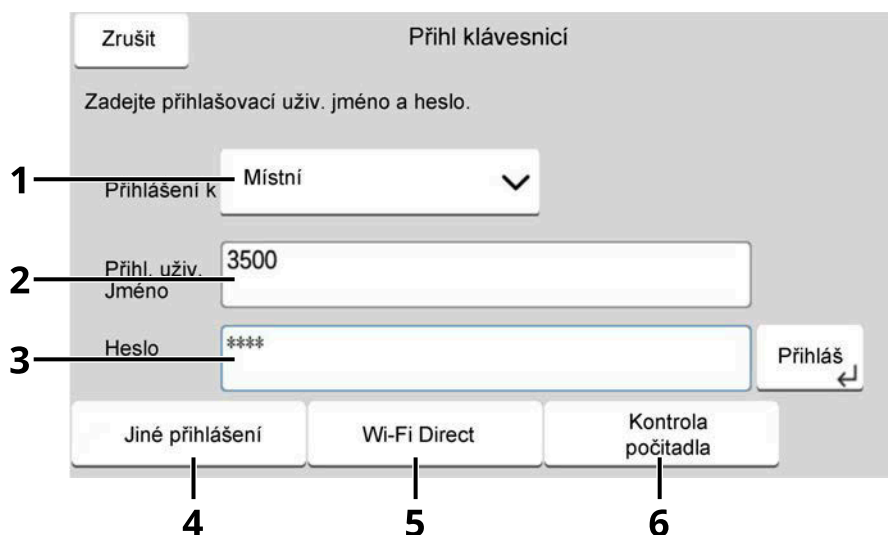 Zrušit
Přihl klávesnicí
Zadejte přihlašovací uživ. jméno a heslo.
1
Přihlášení k
Místní
2
Přihl. uživ.
Jméno
3500
3
Heslo
****
Přihláš
Jiné přihlášení
Wi-Fi Direct
Kontrola
počitadla
4
5
6